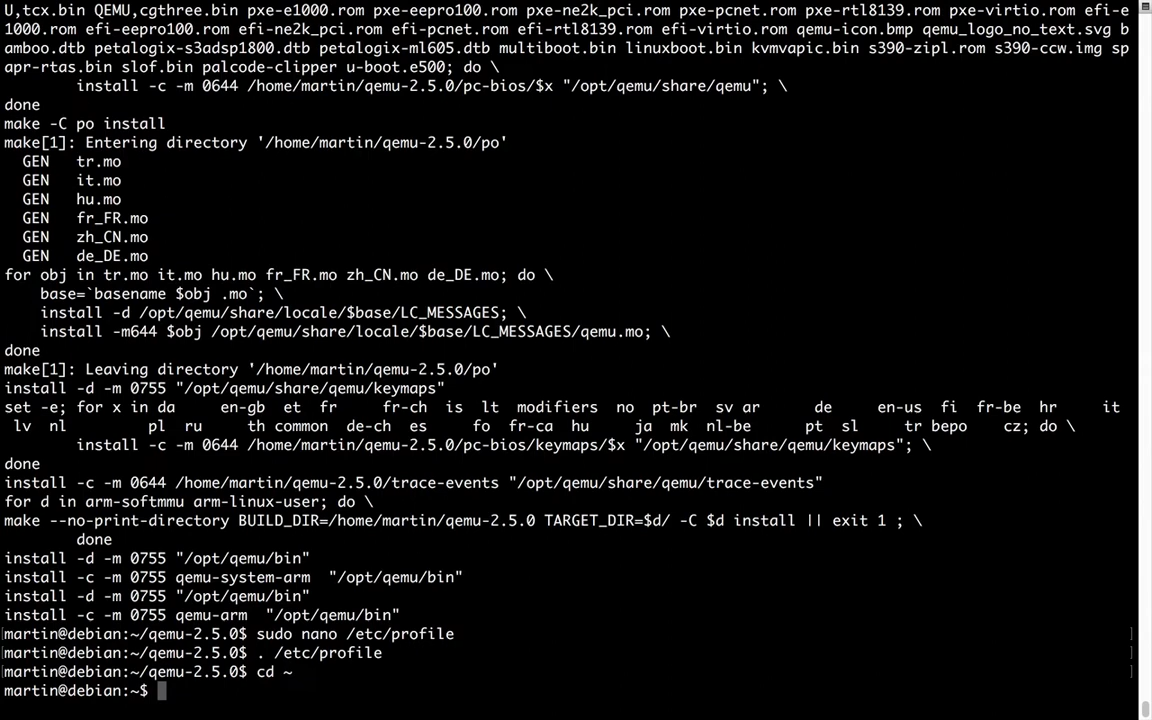 U,tcx.bin QEMU,cgthree.bin pxe-e1000.rom pxe-eepro100.rom pxe-ne2k_pci.rom pxe-pcnet.rom pxe-rtl8139.rom pxe-virtio.rom efi-e
1000.rom efi-eepro100.rom efi-ne2k_pci.rom efi-pcnet.rom efi-rtl8139.rom efi-virtio.rom qemu-icon.bmp qemu_logo_no_text.svg b
amboo.dtb petalogix-s3adsp1800.dtb petalogix-ml605.dtb multiboot.bin linuxboot.bin kvmvapic.bin s390-zipl.rom s390-ccw.img sp
apr-rtas.bin slof.bin palcode-clipper u-boot.e500; do \
        install -c -m 0644 /home/martin/qemu-2.5.0/pc-bios/$x "/opt/qemu/share/qemu"; \
done
make -C po install
make[1]: Entering directory '/home/martin/qemu-2.5.0/po'
  GEN   tr.mo
  GEN   it.mo
  GEN   hu.mo
  GEN   fr_FR.mo
  GEN   zh_CN.mo
  GEN   de_DE.mo
for obj in tr.mo it.mo hu.mo fr_FR.mo zh_CN.mo de_DE.mo; do \
    base=`basename $obj .mo`; \
    install -d /opt/qemu/share/locale/$base/LC_MESSAGES; \
    install -m644 $obj /opt/qemu/share/locale/$base/LC_MESSAGES/qemu.mo; \
done
make[1]: Leaving directory '/home/martin/qemu-2.5.0/po'
install -d -m 0755 "/opt/qemu/share/qemu/keymaps"
set -e; for x in da     en-gb  et  fr     fr-ch  is  lt  modifiers  no  pt-br  sv ar      de     en-us  fi  fr-be  hr     it
 lv  nl         pl  ru     th common  de-ch  es     fo  fr-ca  hu     ja  mk  nl-be      pt  sl     tr bepo    cz; do \
        install -c -m 0644 /home/martin/qemu-2.5.0/pc-bios/keymaps/$x "/opt/qemu/share/qemu/keymaps"; \
done
install -c -m 0644 /home/martin/qemu-2.5.0/trace-events "/opt/qemu/share/qemu/trace-events"
for d in arm-softmmu arm-linux-user; do \
make --no-print-directory BUILD_DIR=/home/martin/qemu-2.5.0 TARGET_DIR=$d/ -C $d install || exit 1 ; \
        done
install -d -m 0755 "/opt/qemu/bin"
install -c -m 0755 qemu-system-arm  "/opt/qemu/bin"
install -d -m 0755 "/opt/qemu/bin"
install -c -m 0755 qemu-arm  "/opt/qemu/bin"
martin@debian:~/qemu-2.5.0$ sudo nano /etc/profile
martin@debian:~/qemu-2.5.0$ . /etc/profile
martin@debian:~/qemu-2.5.0$ cd ~
martin@debian:~$